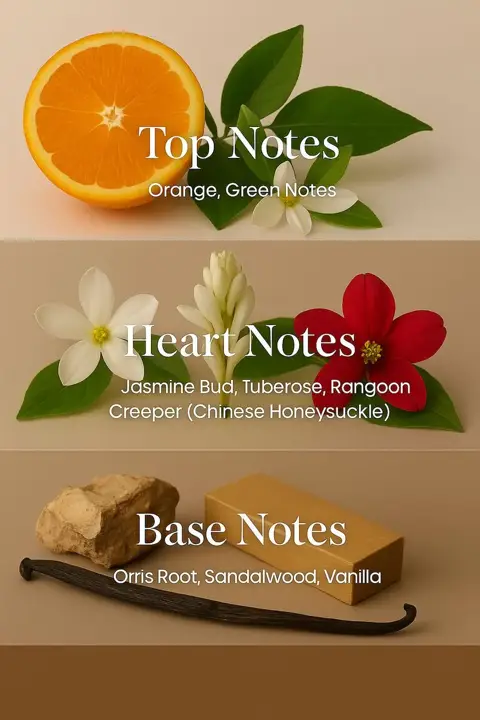 Top Notes
Orange, Green Notes
Heart Notes
Jasmine Bud, Tuberose, Rangoon
Creeper (Chinese Honeysuckle)
Base Notes
Orris Root, Sandalwood, Vanilla